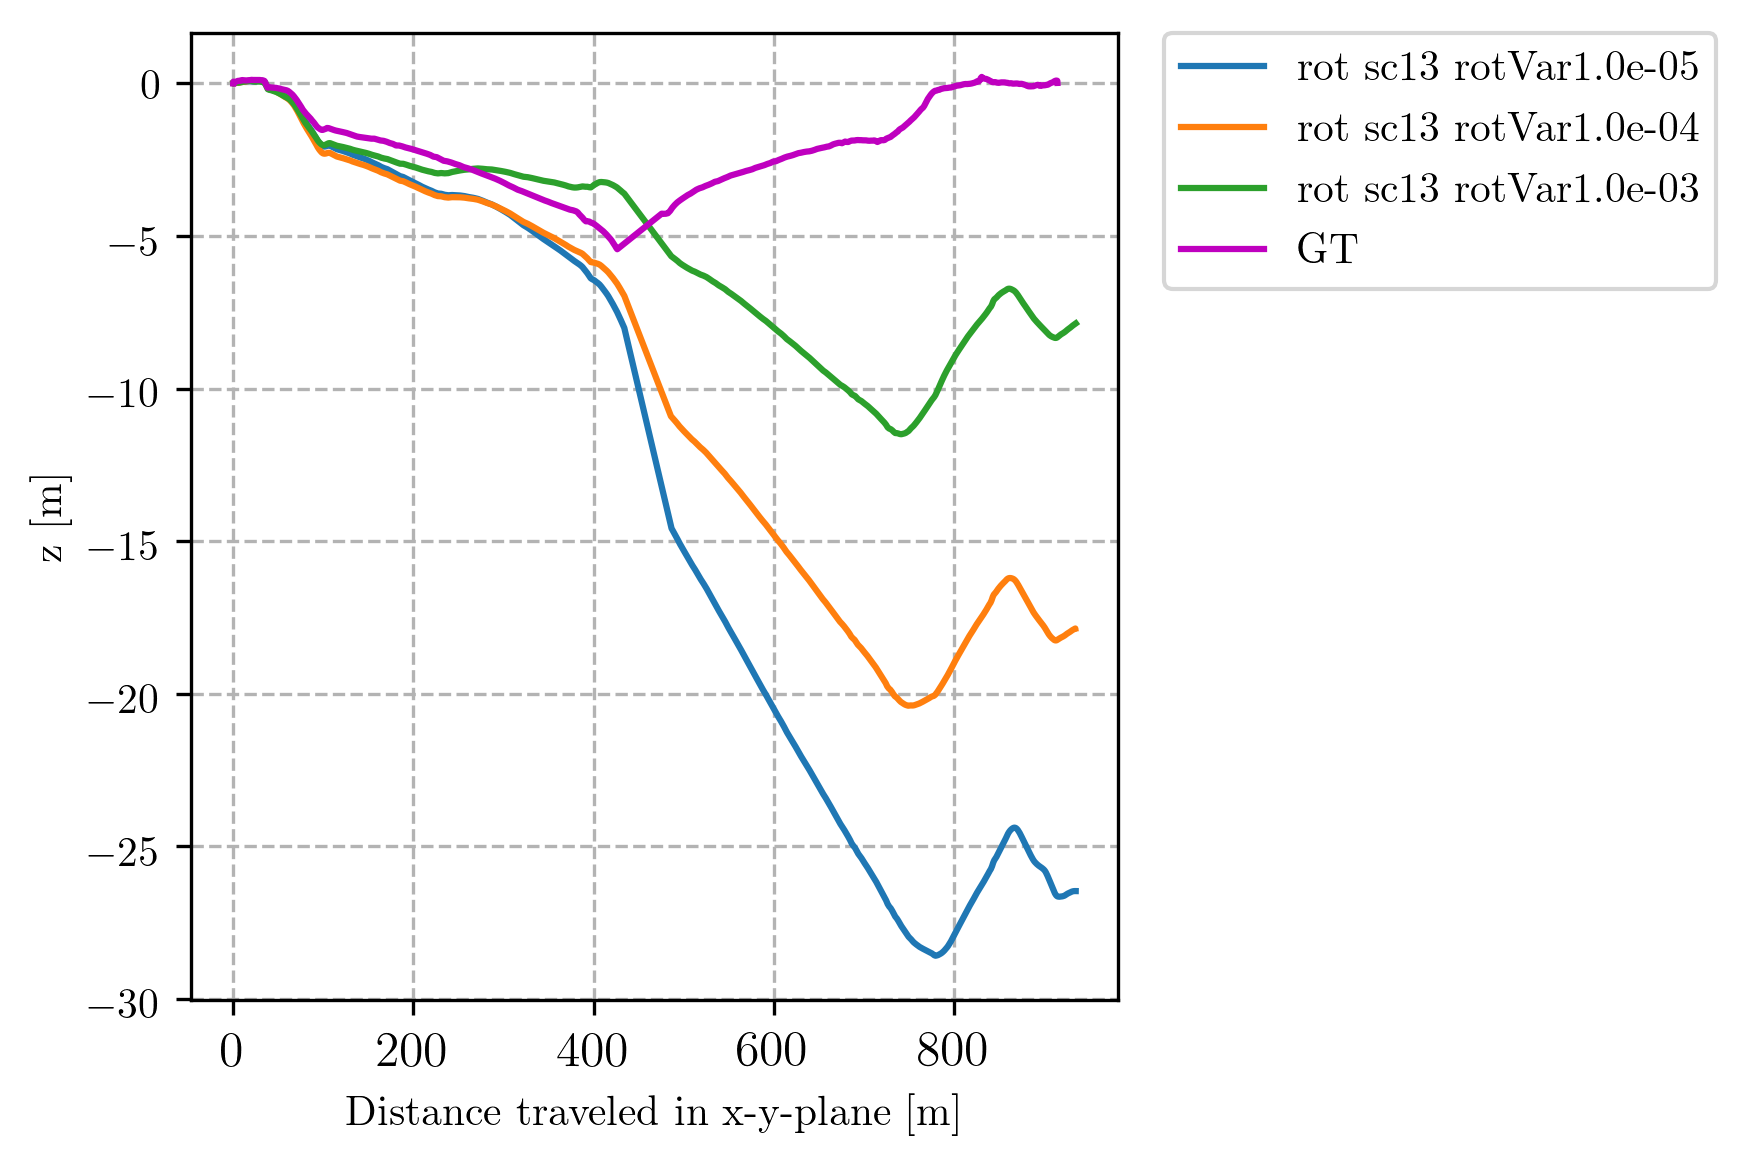 rot sc13 rotVar1.0e-05
rot sc13 rotVar1.0e-04
rot sc13 rotVar1.0e-03
GT
0
−5
−10
−15
−20
−25
−30
z [m]
0 200 400 600 800
Distance traveled in x-y-plane [m]